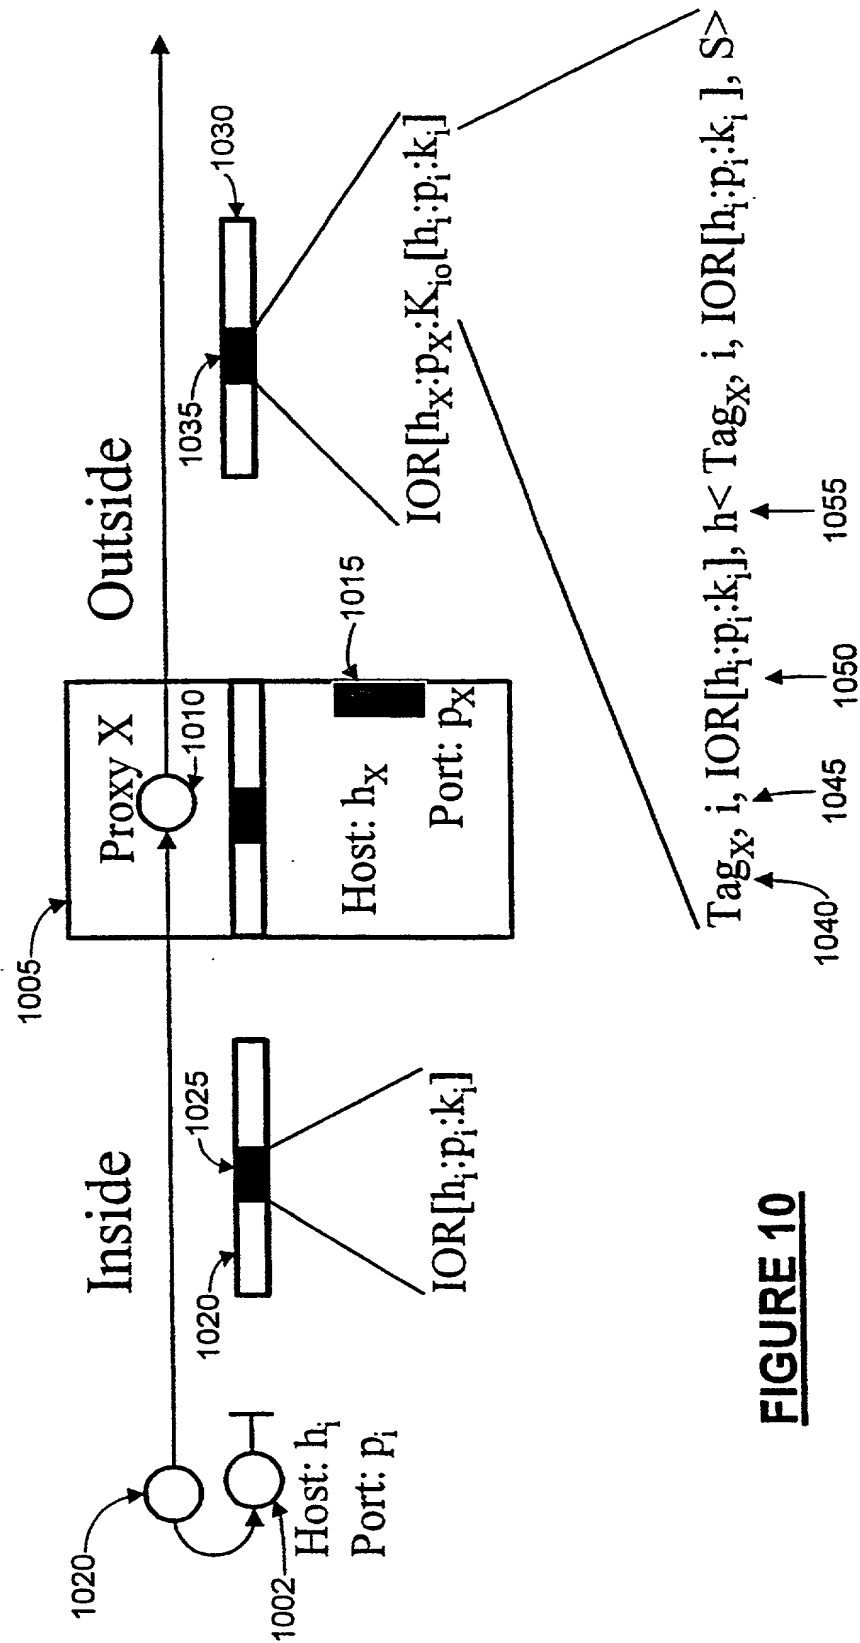 Inside
Outside
1020
1002
Host: hi
Port: pi
1020
1025
IOR[hi:pi:ki]
1005
Proxy X
1010
Host: hX
Port: pX
1015
1035
1030
IOR[hX:pX:Kio[hi:pi:ki]
TagX, i, IOR[hi:pi:ki], h< TagX, i, IOR[hi:pi:ki ], S>
1040
1045
1050
1055
FIGURE 10